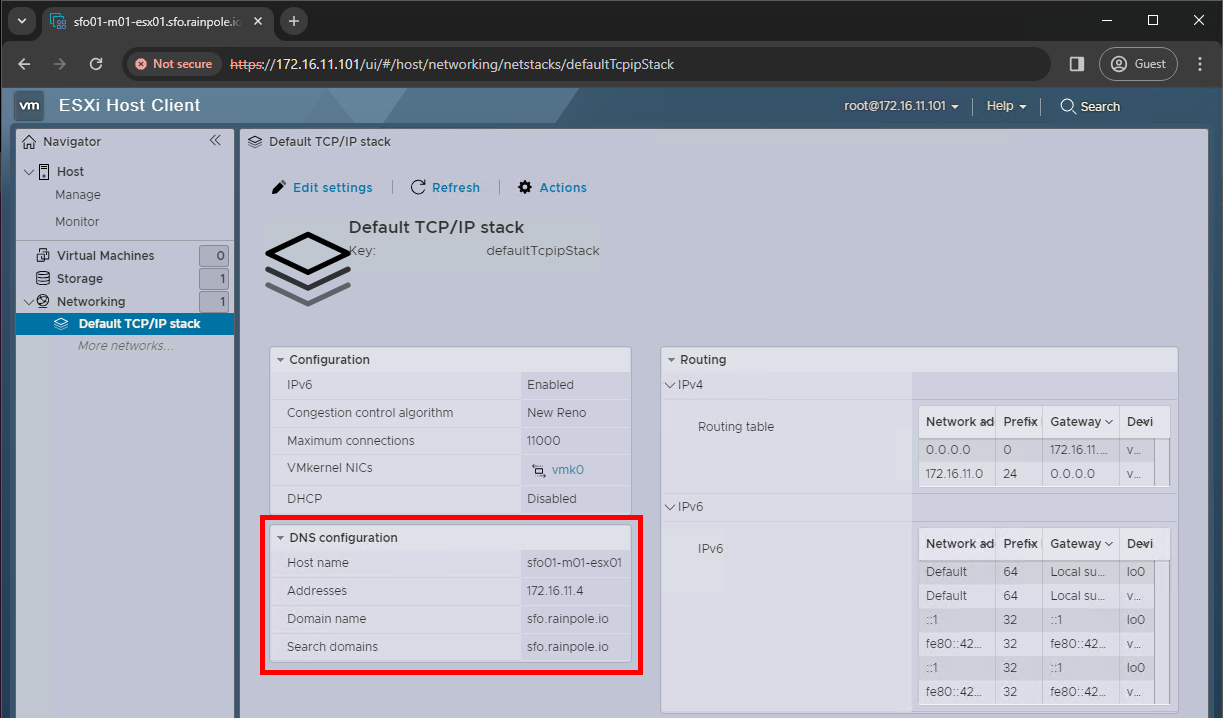 sfo01-m01-esx01.sfo.rainpole.io
Not secure https://172.16.11.101/ui/#/host/networking/netstacks/defaultTcpipStack Guest
vm ESXi Host Client root@172.16.11.101 Help Search
Navigator
Host
Manage
Monitor
Virtual Machines 0
Storage 1
Networking 1
Default TCP/IP stack
More networks...
Default TCP/IP stack
Edit settings Refresh Actions
Default TCP/IP stack
Key: defaultTcpipStack
Configuration
IPv6 Enabled
Congestion control algorithm New Reno
Maximum connections 11000
VMkernel NICs vmk0
DHCP Disabled
DNS configuration
Host name sfo01-m01-esx01
Addresses 172.16.11.4
Domain name sfo.rainpole.io
Search domains sfo.rainpole.io
Routing
IPv4
Routing table
Network ad Prefix Gateway Devi
0.0.0.0 0 172.16.11.... v...
172.16.11.0 24 0.0.0.0 v...
IPv6
IPv6
Network ad Prefix Gateway Devi
Default 64 Local su... lo0
Default 64 Local su... v...
::1 32 ::1 lo0
fe80::42... 32 fe80::42... v...
::1 32 ::1 lo0
fe80::42... 32 fe80::42... v...